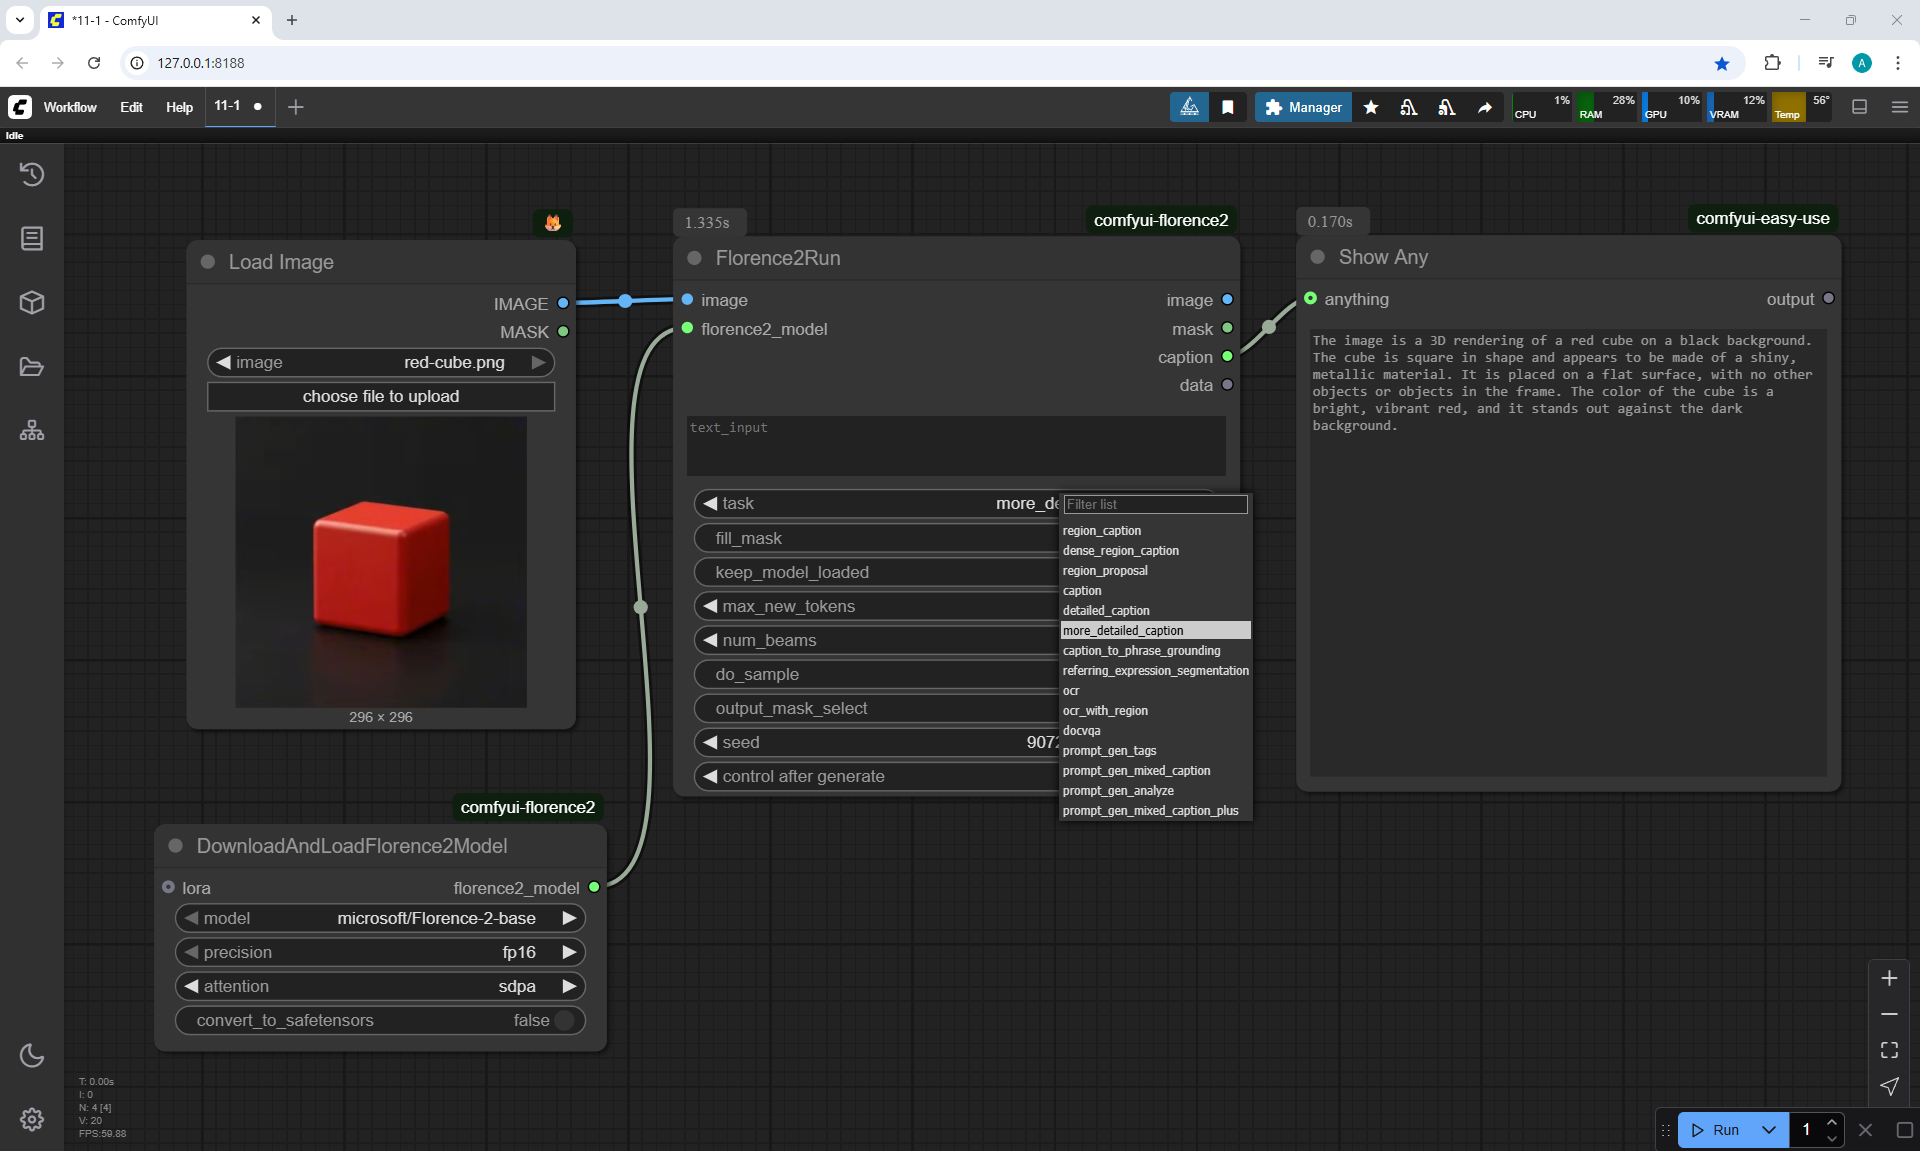 *11-1 - ComfyUI
127.0.0.1:8188
Workflow Edit Help 11-1
Manager
CPU 1% RAM 28% GPU 10% VRAM 12% Temp 56°
Idle
1.335s
comfyui-florence2
0.170s
comfyui-easy-use
Load Image
IMAGE
MASK
image red-cube.png
choose file to upload
296 × 296
Florence2Run
image image
florence2_model mask
caption
data
text_input
task more_de
fill_mask
keep_model_loaded
max_new_tokens
num_beams
do_sample
output_mask_select
seed 9072
control after generate
Filter list
region_caption
dense_region_caption
region_proposal
caption
detailed_caption
more_detailed_caption
caption_to_phrase_grounding
referring_expression_segmentation
ocr
ocr_with_region
docvqa
prompt_gen_tags
prompt_gen_mixed_caption
prompt_gen_analyze
prompt_gen_mixed_caption_plus
Show Any
anything output
The image is a 3D rendering of a red cube on a black background.
The cube is square in shape and appears to be made of a shiny,
metallic material. It is placed on a flat surface, with no other
objects or objects in the frame. The color of the cube is a
bright, vibrant red, and it stands out against the dark
background.
comfyui-florence2
DownloadAndLoadFlorence2Model
lora florence2_model
model microsoft/Florence-2-base
precision fp16
attention sdpa
convert_to_safetensors false
T: 0.00s
I: 0
N: 4 [4]
V: 20
FPS:59.88
Run 1
A